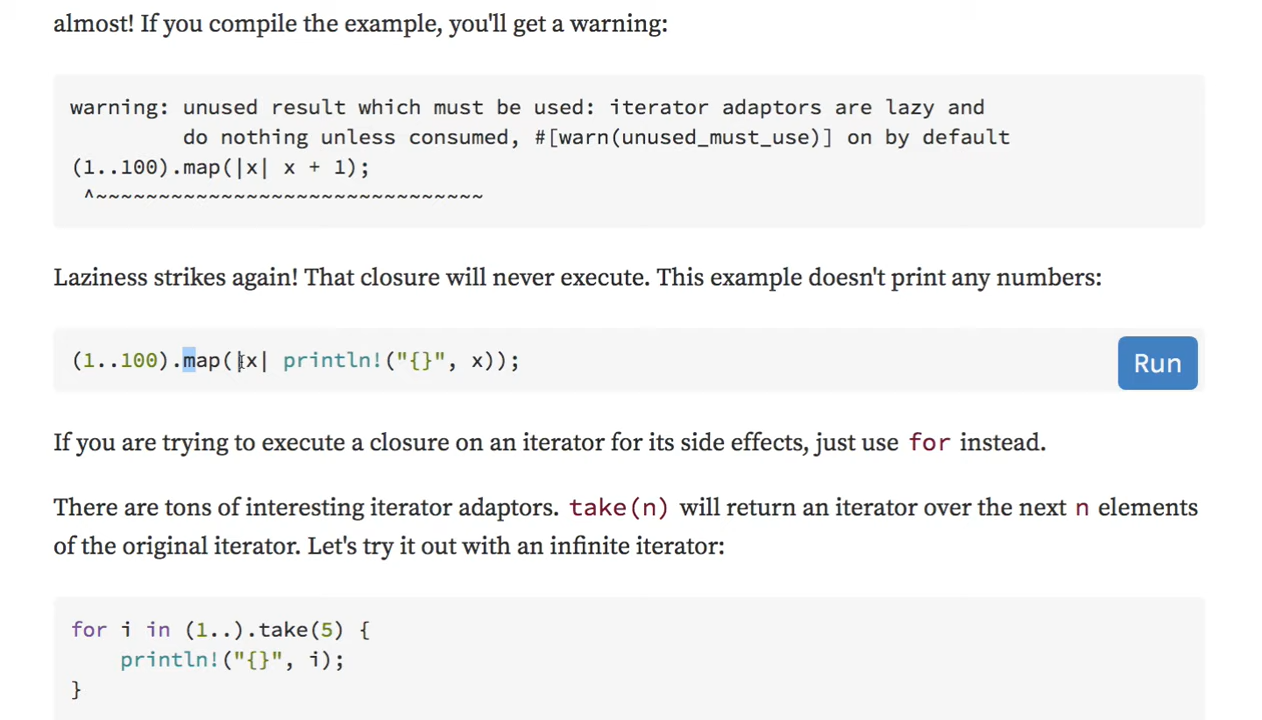 almost! If you compile the example, you'll get a warning:
warning: unused result which must be used: iterator adaptors are lazy and
         do nothing unless consumed, #[warn(unused_must_use)] on by default
(1..100).map(|x| x + 1);
 ^~~~~~~~~~~~~~~~~~~~~~~~~~~~~~~~
Laziness strikes again! That closure will never execute. This example doesn't print any numbers:
(1..100).map(|x| println!("{}", x));
Run
If you are trying to execute a closure on an iterator for its side effects, just use for instead.
There are tons of interesting iterator adaptors. take(n) will return an iterator over the next n elements
of the original iterator. Let's try it out with an infinite iterator:
for i in (1..).take(5) {
    println!("{}", i);
}